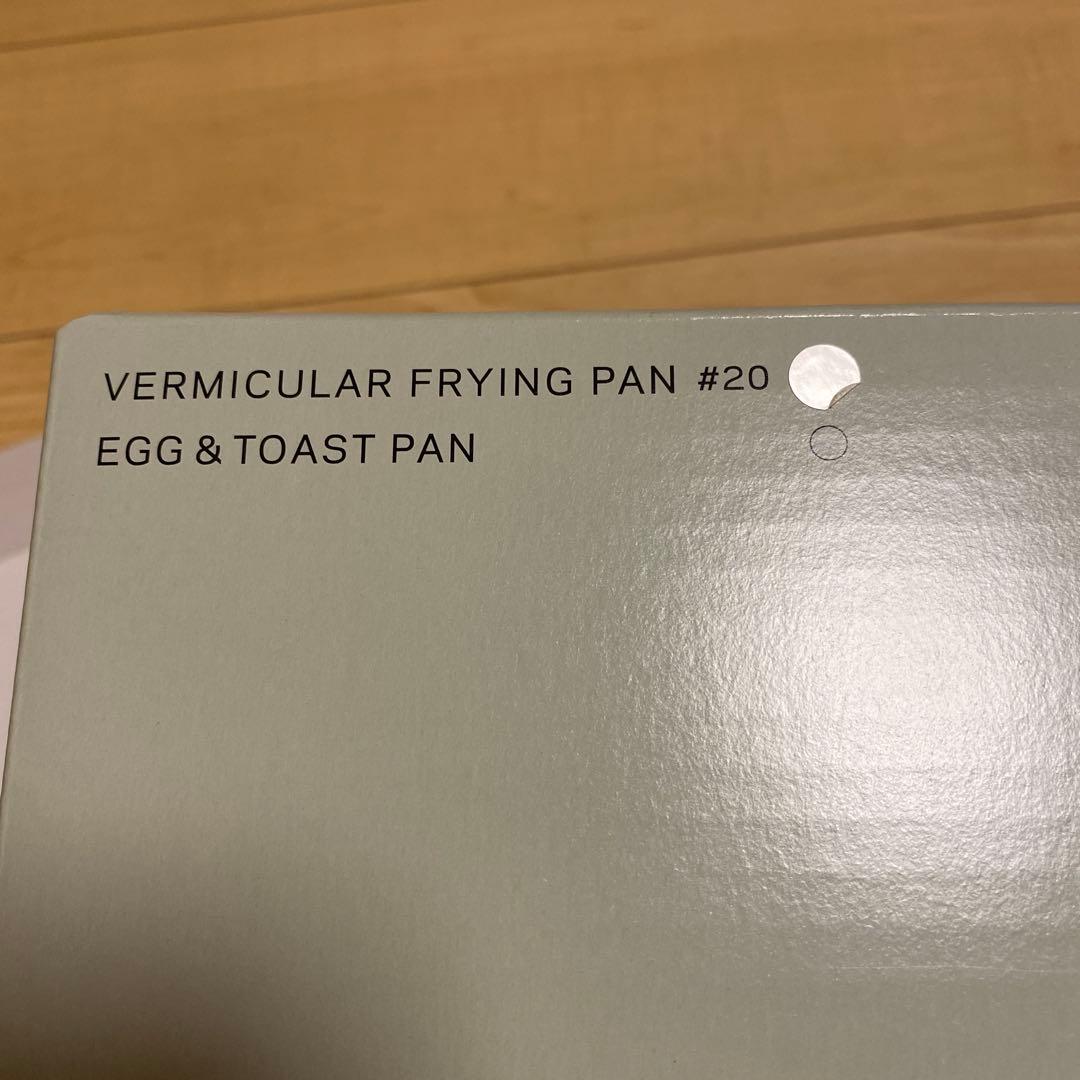 VERMICULAR FRYING PAN #20
EGG & TOAST PAN